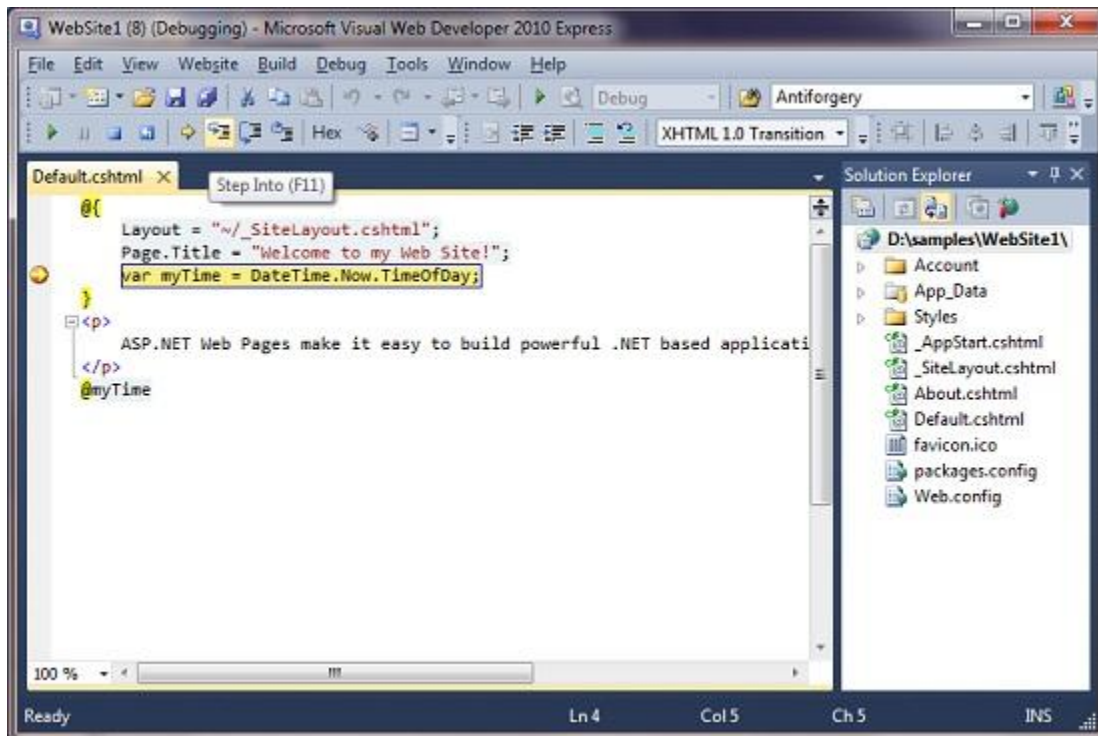 WebSite1 (8) (Debugging) - Microsoft Visual Web Developer 2010 Express
File Edit View Website Build Debug Tools Window Help
Debug Antiforgery
Hex XHTML 1.0 Transition
Default.cshtml
Step Into (F11)
Solution Explorer
@{
Layout = "~/_SiteLayout.cshtml";
Page.Title = "Welcome to my Web Site!";
var myTime = DateTime.Now.TimeOfDay;
}
<p>
ASP.NET Web Pages make it easy to build powerful .NET based applicati
</p>
@myTime
D:\samples\WebSite1\
Account
App_Data
Styles
_AppStart.cshtml
_SiteLayout.cshtml
About.cshtml
Default.cshtml
favicon.ico
packages.config
Web.config
100 %
Ready Ln 4 Col 5 Ch 5 INS